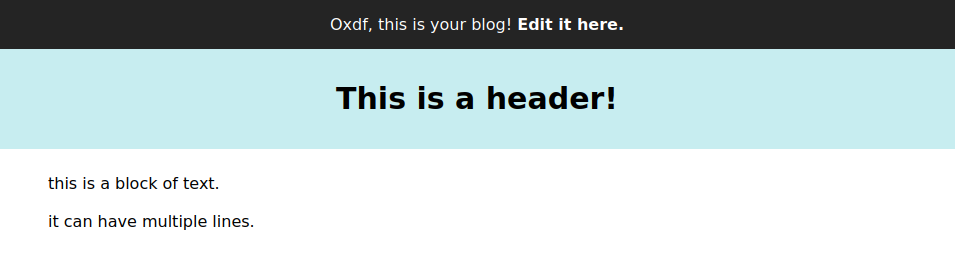 Oxdf, this is your blog! Edit it here.
This is a header!
this is a block of text.
it can have multiple lines.